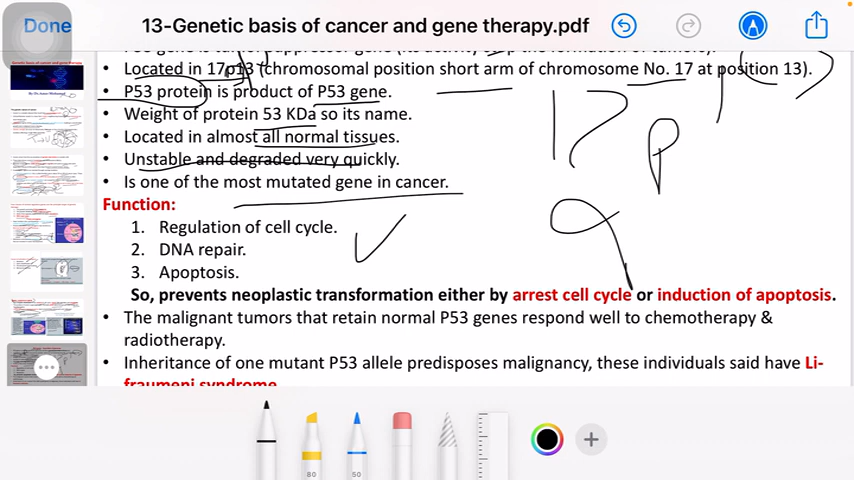 Done 13-Genetic basis of cancer and gene therapy.pdf
• Located in 17p13 (chromosomal position short arm of chromosome No. 17 at position 13).
• P53 protein is product of P53 gene.
• Weight of protein 53 KDa so its name.
• Located in almost all normal tissues.
• Unstable and degraded very quickly.
• Is one of the most mutated gene in cancer.
Function:
1. Regulation of cell cycle.
2. DNA repair.
3. Apoptosis.
So, prevents neoplastic transformation either by arrest cell cycle or induction of apoptosis.
• The malignant tumors that retain normal P53 genes respond well to chemotherapy &
radiotherapy.
• Inheritance of one mutant P53 allele predisposes malignancy, these individuals said have Li-
fraumeni syndrome.
17
p
q
80
50